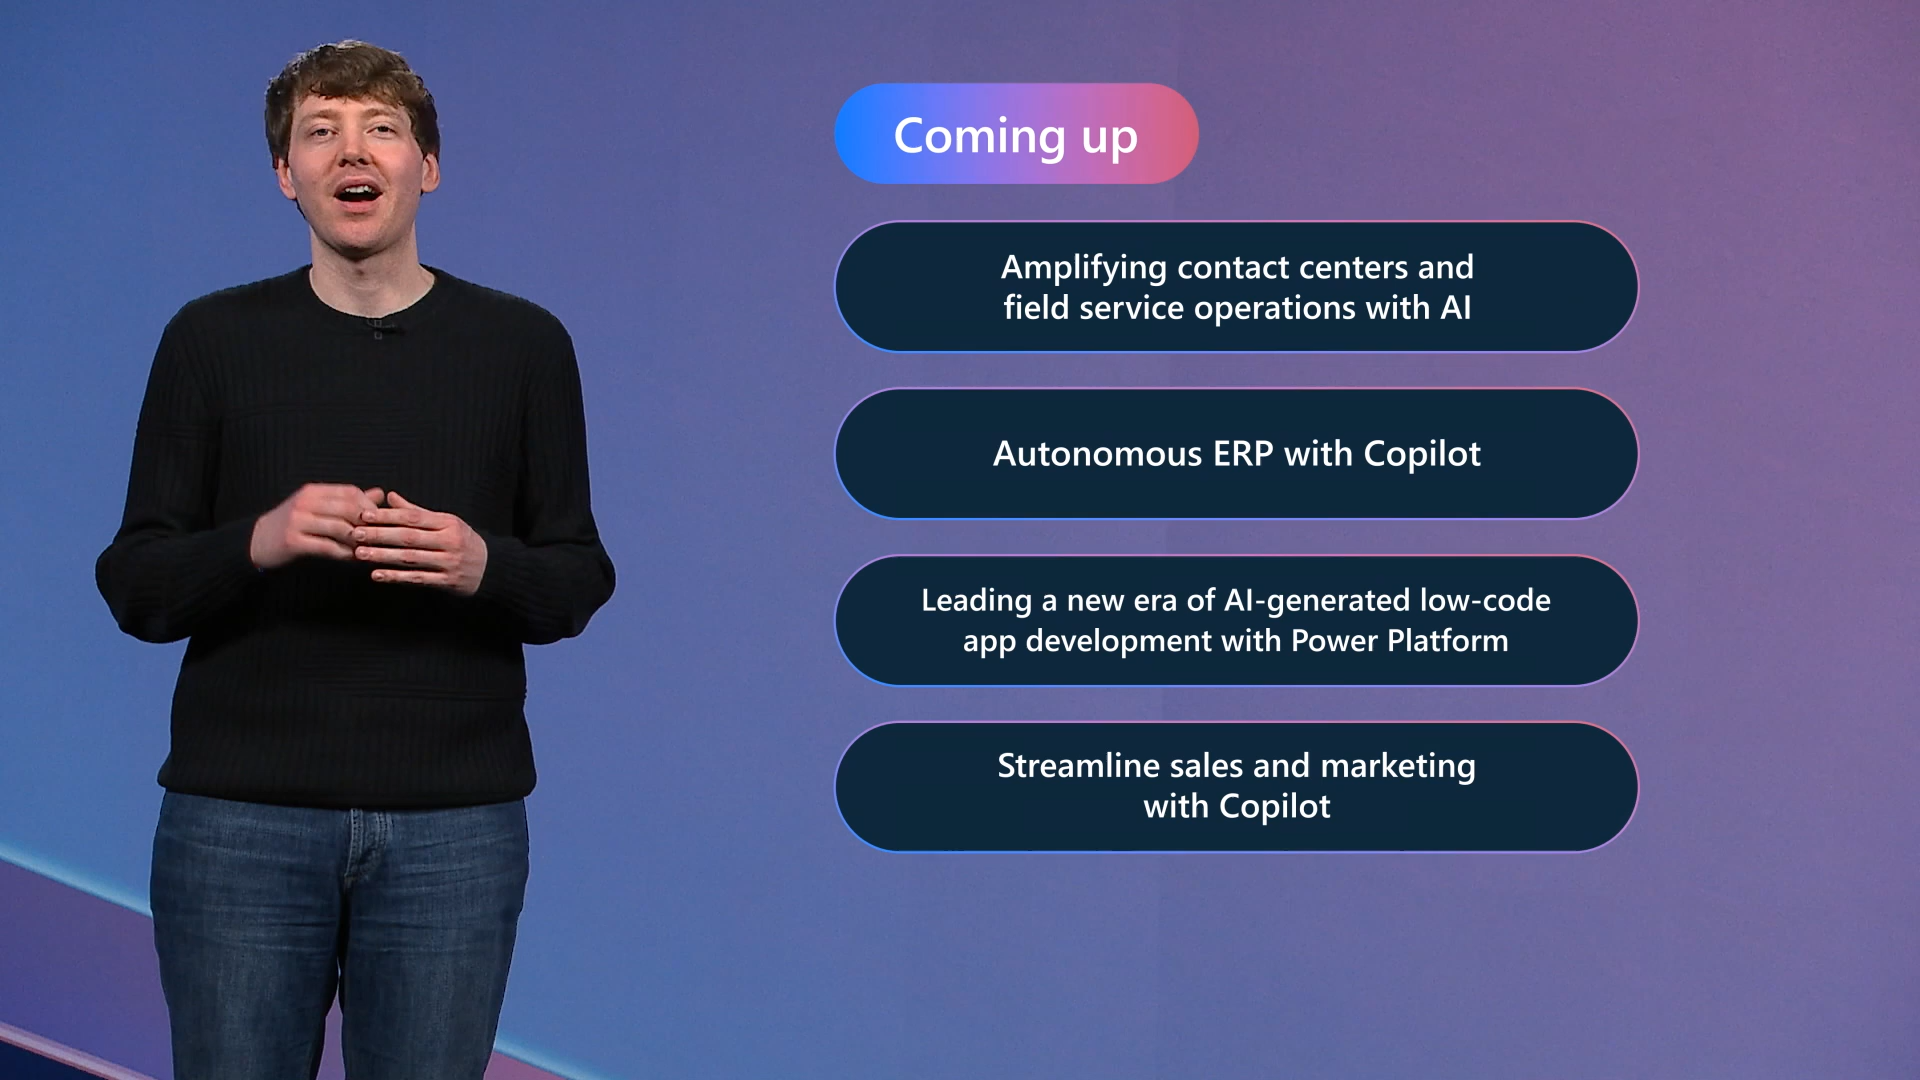 Coming up
Amplifying contact centers and
field service operations with AI
Autonomous ERP with Copilot
Leading a new era of AI-generated low-code
app development with Power Platform
Streamline sales and marketing
with Copilot